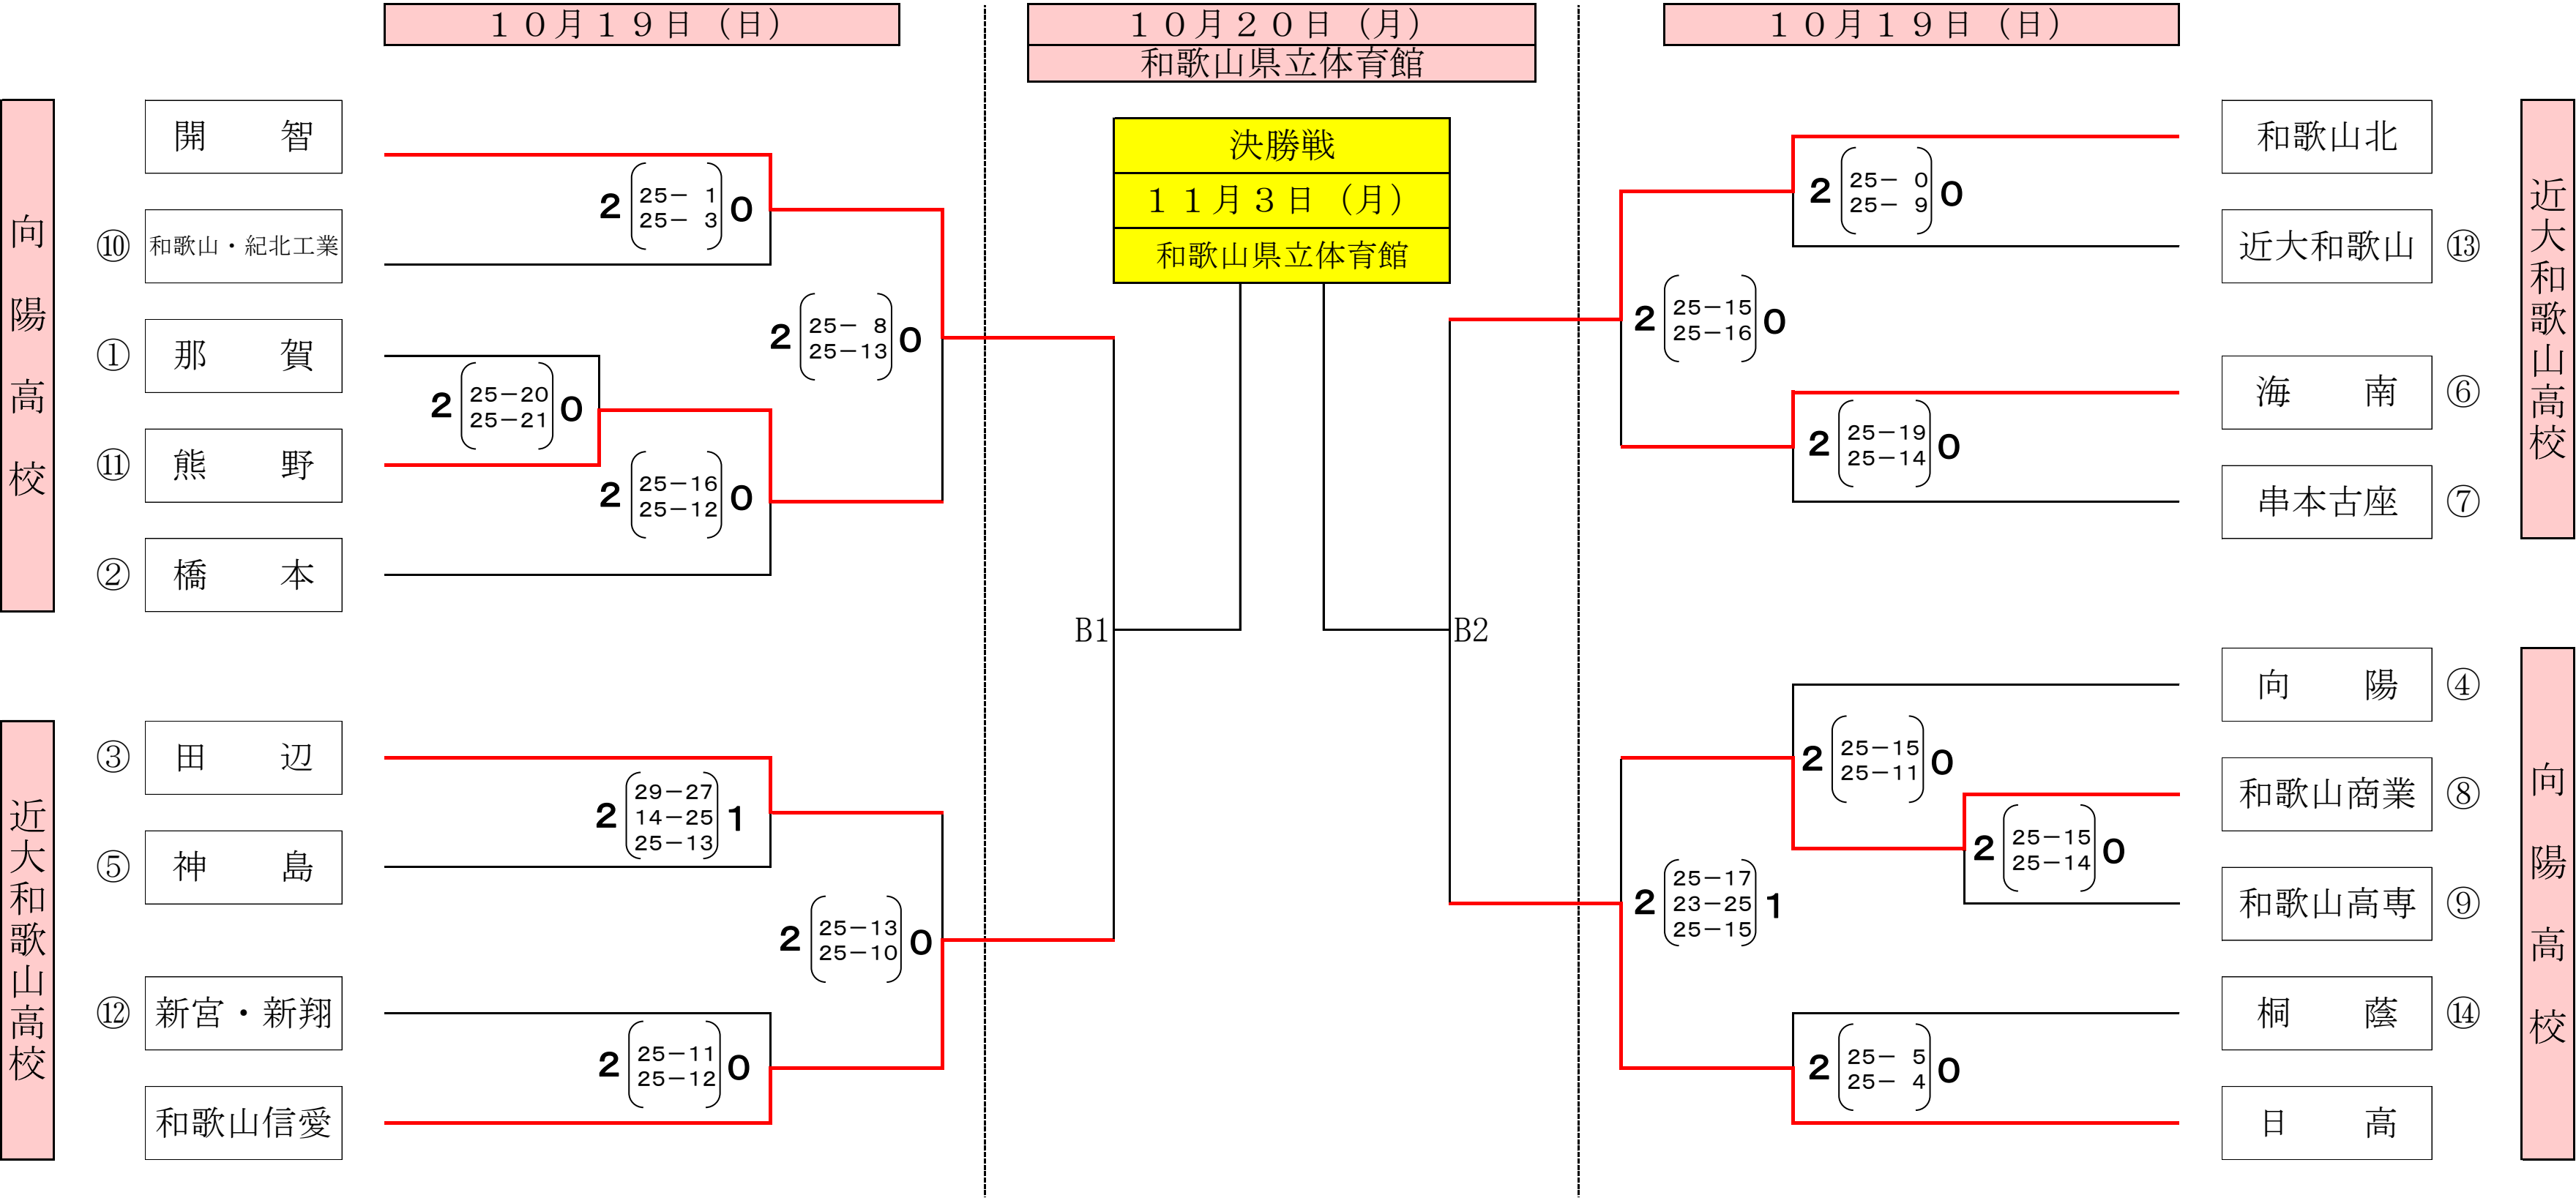 10月19日(日)
10月20日(月)
和歌山県立体育館
10月19日(日)
決勝戦
11月3日(月)
和歌山県立体育館
向陽高校
開　智
⑩ 和歌山・紀北工業
① 那　賀
⑪ 熊　野
② 橋　本
2 25- 1 0
25- 3
2 25- 8 0
25-13
2 25-20 0
25-21
2 25-16 0
25-12
近大和歌山高校
③ 田　辺
⑤ 神　島
⑫ 新宮・新翔
和歌山信愛
2 29-27 1
14-25
25-13
2 25-13 0
25-10
2 25-11 0
25-12
B1
B2
近大和歌山高校
和歌山北
近大和歌山 ⑬
海　南 ⑥
串本古座 ⑦
2 25- 0 0
25- 9
2 25-15 0
25-16
2 25-19 0
25-14
向陽高校
向　陽 ④
和歌山商業 ⑧
和歌山高専 ⑨
桐　蔭 ⑭
日　高
2 25-15 0
25-11
2 25-15 0
25-14
2 25-17 1
23-25
25-15
2 25- 5 0
25- 4